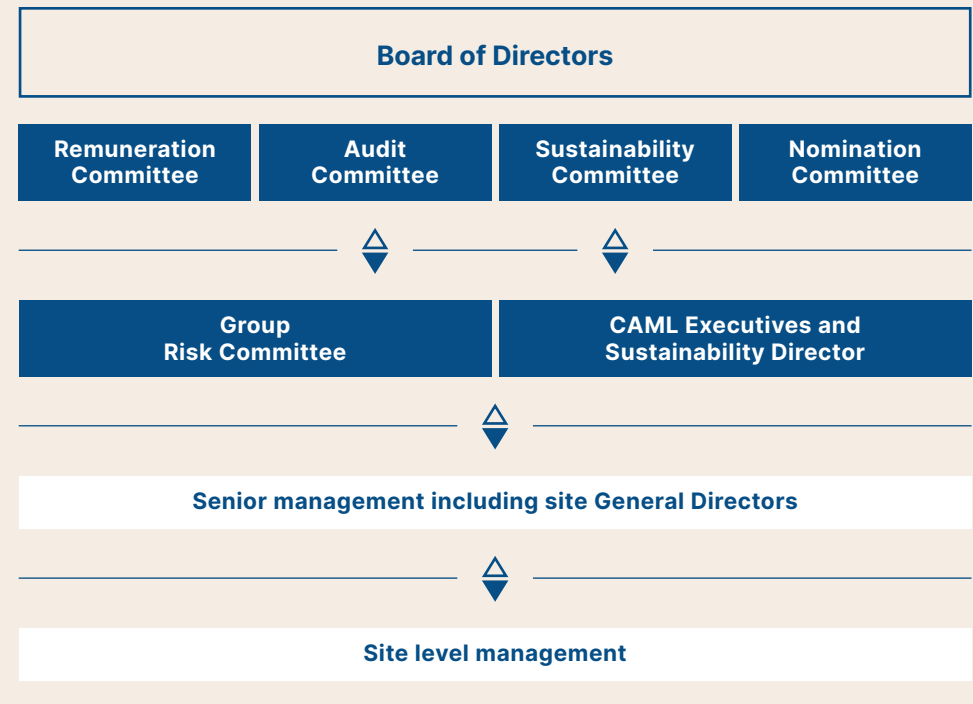 Board of Directors
Remuneration
Committee
Audit
Committee
Sustainability
Committee
Nomination
Committee
Group
Risk Committee
CAML Executives and
Sustainability Director
Senior management including site General Directors
Site level management